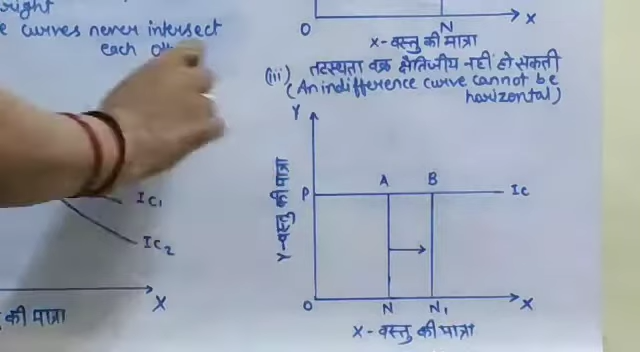 right
curves never intersect
each
IC1
IC2
X
की मात्रा
O
N
X
X-वस्तु की मात्रा
(iii) तटस्थता वक्र क्षैतिजीय नहीं हो सकती
(An indifference curve cannot be
horizontal)
Y
Y-वस्तु की मात्रा
P
A
B
Ic
O
N
N1
X
X-वस्तु की मात्रा